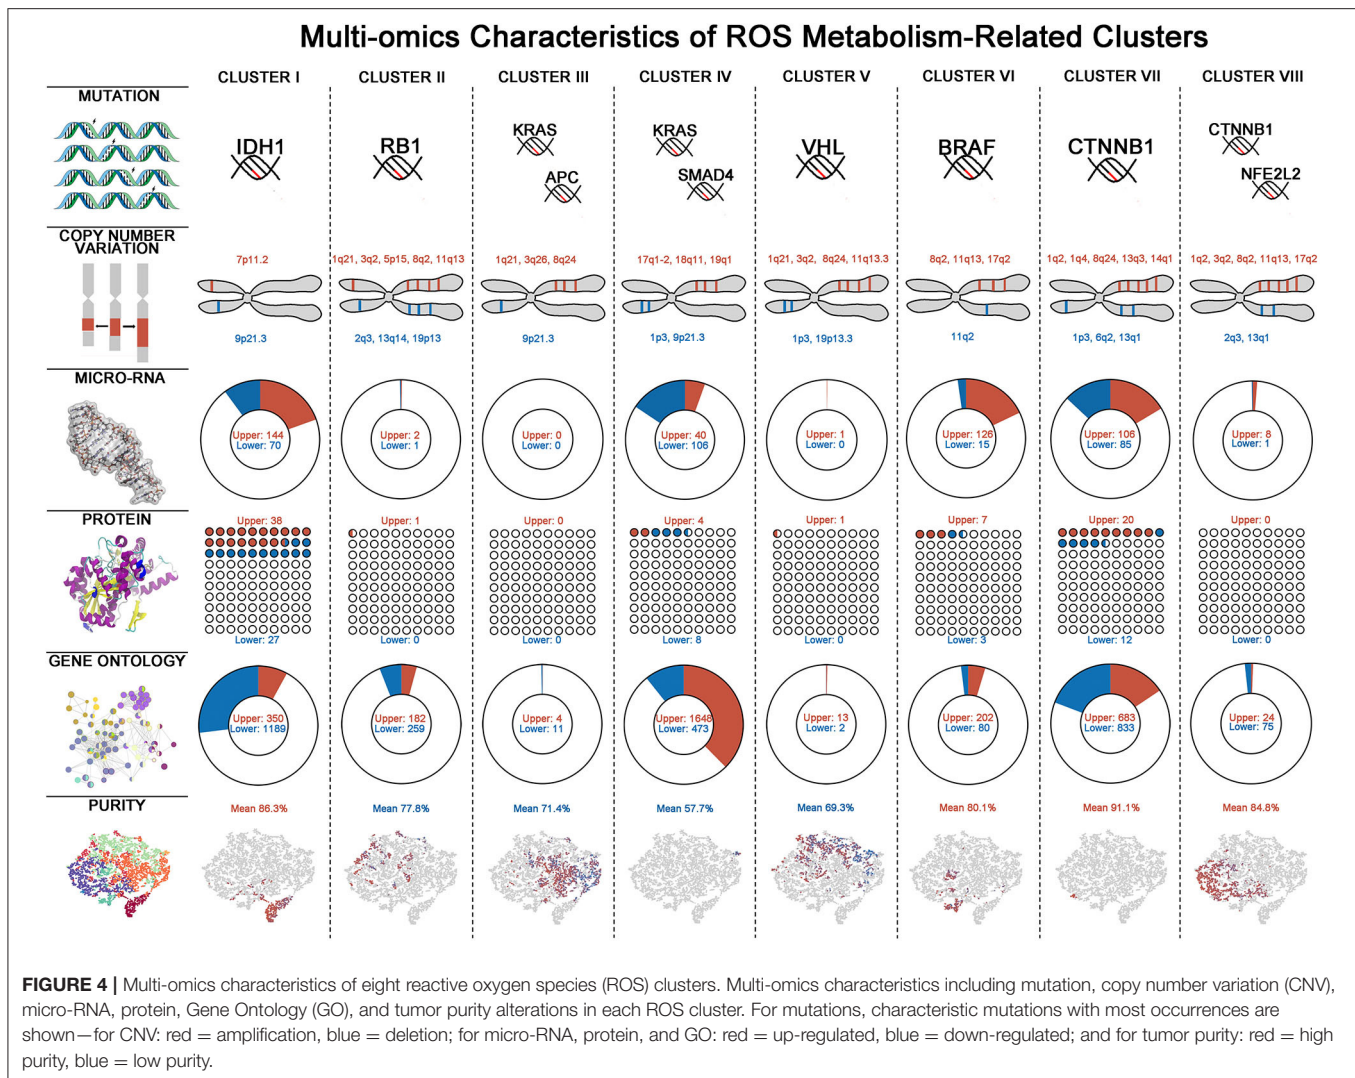 Multi-omics Characteristics of ROS Metabolism-Related Clusters
CLUSTER I CLUSTER II CLUSTER III CLUSTER IV CLUSTER V CLUSTER VI CLUSTER VII CLUSTER VIII
MUTATION
IDH1 RB1 KRAS APC KRAS SMAD4 VHL BRAF CTNNB1 CTNNB1 NFE2L2
COPY NUMBER
VARIATION
7p11.2 1q21, 3q2, 5p15, 8q2, 11q13 1q21, 3q26, 8q24 17q1-2, 18q11, 19q1 1q21, 3q2, 8q24, 11q13.3 8q2, 11q13, 17q2 1q2, 1q4, 8q24, 13q3, 14q1 1q2, 3q2, 8q2, 11q13, 17q2
9p21.3 2q3, 13q14, 19p13 9p21.3 1p3, 9p21.3 1p3, 19p13.3 11q2 1p3, 6q2, 13q1 2q3, 13q1
MICRO-RNA
Upper: 144 Upper: 2 Upper: 0 Upper: 40 Upper: 1 Upper: 126 Upper: 106 Upper: 8
Lower: 70 Lower: 1 Lower: 0 Lower: 106 Lower: 0 Lower: 15 Lower: 85 Lower: 1
PROTEIN
Upper: 38 Upper: 1 Upper: 0 Upper: 4 Upper: 1 Upper: 7 Upper: 20 Upper: 0
Lower: 27 Lower: 0 Lower: 0 Lower: 8 Lower: 0 Lower: 3 Lower: 12 Lower: 0
GENE ONTOLOGY
Upper: 350 Upper: 182 Upper: 4 Upper: 1648 Upper: 13 Upper: 202 Upper: 683 Upper: 24
Lower: 1189 Lower: 259 Lower: 11 Lower: 473 Lower: 2 Lower: 80 Lower: 833 Lower: 75
PURITY
Mean 86.3% Mean 77.8% Mean 71.4% Mean 57.7% Mean 69.3% Mean 80.1% Mean 91.1% Mean 84.8%
FIGURE 4 | Multi-omics characteristics of eight reactive oxygen species (ROS) clusters. Multi-omics characteristics including mutation, copy number variation (CNV),
micro-RNA, protein, Gene Ontology (GO), and tumor purity alterations in each ROS cluster. For mutations, characteristic mutations with most occurrences are
shown—for CNV: red = amplification, blue = deletion; for micro-RNA, protein, and GO: red = up-regulated, blue = down-regulated; and for tumor purity: red = high
purity, blue = low purity.